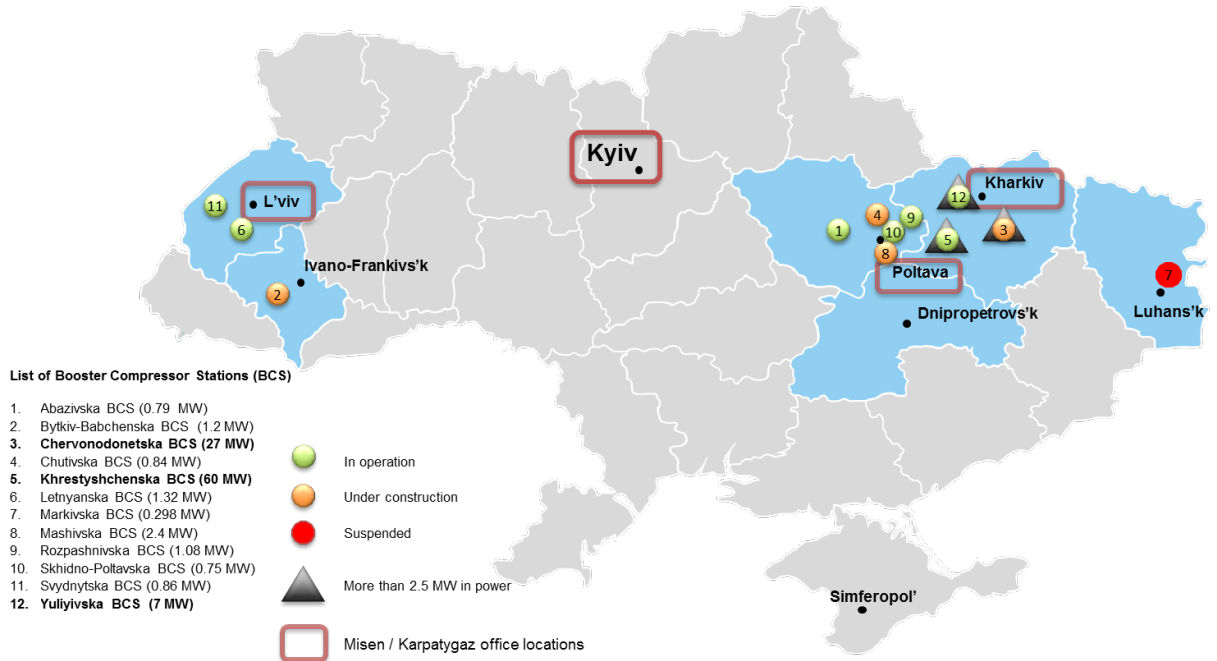 Kyiv
Kharkiv
12
L'viv
11
4
9
1
10
5
3
6
8
Ivano-Frankivs'k
Poltava
7
2
Luhans'k
Dnipropetrovs'k
List of Booster Compressor Stations (BCS)
1. Abazivska BCS (0.79 MW)
2. Bytkiv-Babchenska BCS (1.2 MW)
3. Chervonodonetska BCS (27 MW)
4. Chutivska BCS (0.84 MW)
5. Khrestyshchenska BCS (60 MW)
6. Letnyanska BCS (1.32 MW)
7. Markivska BCS (0.298 MW)
8. Mashivska BCS (2.4 MW)
9. Rozpashnivska BCS (1.08 MW)
10. Skhidno-Poltavska BCS (0.75 MW)
11. Svydnytska BCS (0.86 MW)
12. Yuliyivska BCS (7 MW)
In operation
Under construction
Suspended
More than 2.5 MW in power
Misen / Karpatygaz office locations
Simferopol'